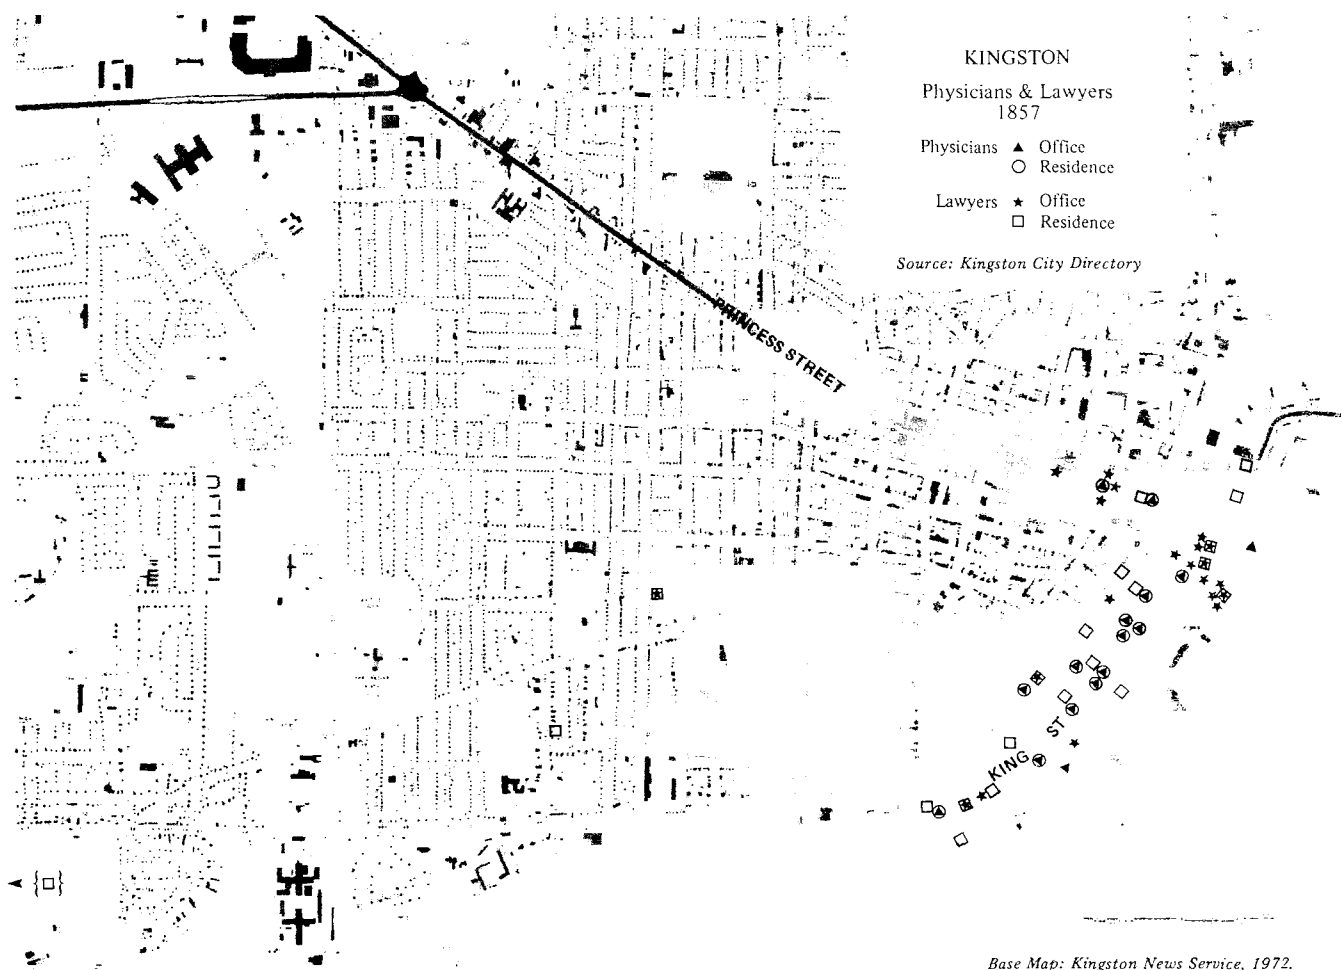 KINGSTON
Physicians & Lawyers
1857
Physicians ▲ Office
○ Residence
Lawyers ★ Office
□ Residence
Source: Kingston City Directory
PRINCESS STREET
KING ST
Base Map: Kingston News Service, 1972.